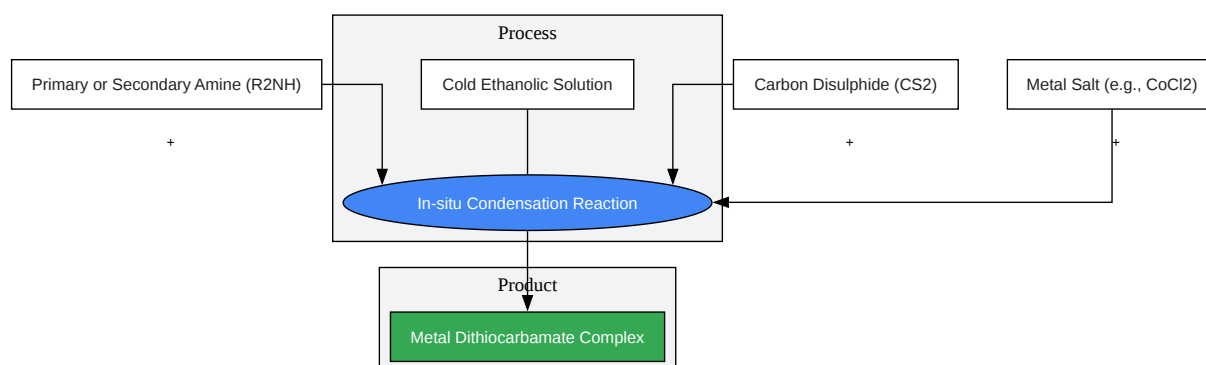 Process
Primary or Secondary Amine (R2NH)
Cold Ethanolic Solution
Carbon Disulphide (CS2)
Metal Salt (e.g., CoCl2)
+
+
+
In-situ Condensation Reaction
Product
Metal Dithiocarbamate Complex